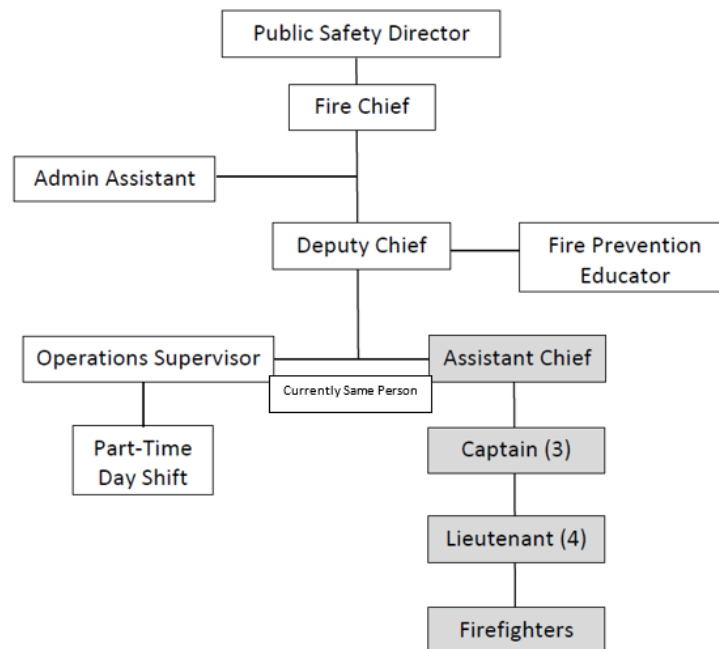 Public Safety Director
Fire Chief
Admin Assistant
Deputy Chief
Fire Prevention
Educator
Operations Supervisor
Assistant Chief
Currently Same Person
Part-Time
Day Shift
Captain (3)
Lieutenant (4)
Firefighters